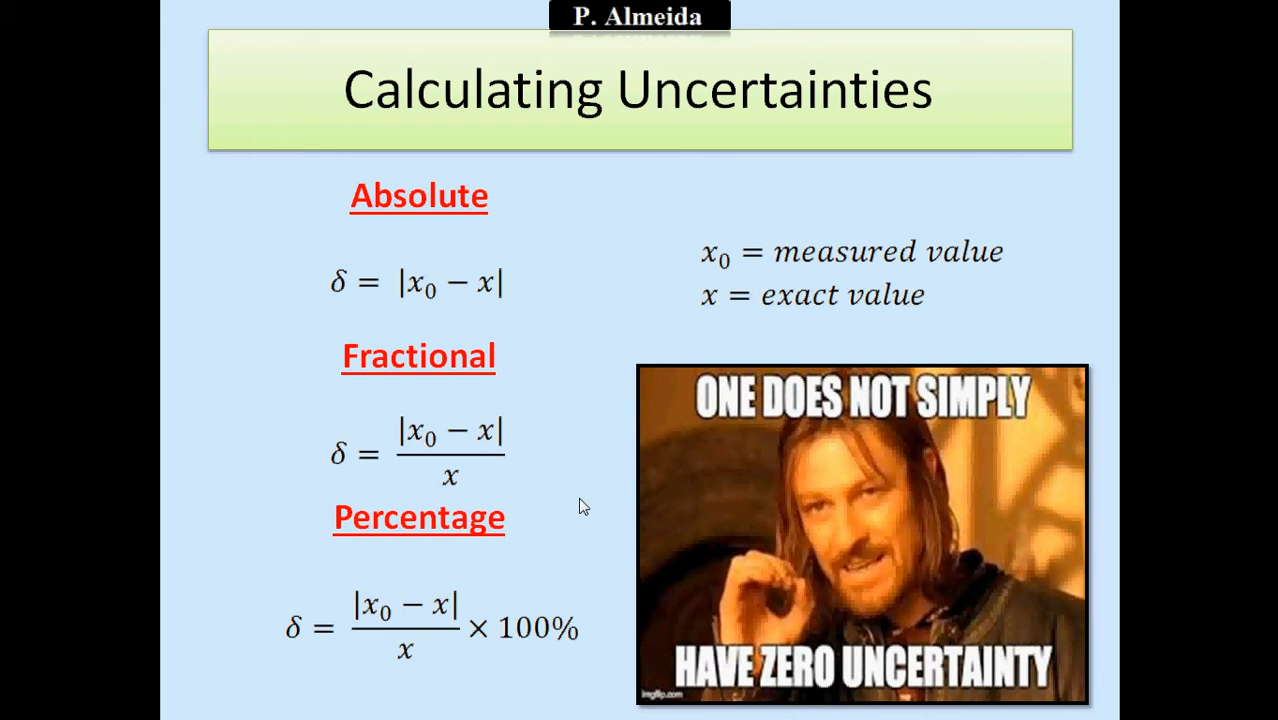 P. Almeida
Calculating Uncertainties
Absolute
δ = |x₀ − x|
x₀ = measured value
x = exact value
Fractional
δ = |x₀ − x| / x
Percentage
δ = |x₀ − x| / x × 100%
ONE DOES NOT SIMPLY
HAVE ZERO UNCERTAINTY
imgflip.com